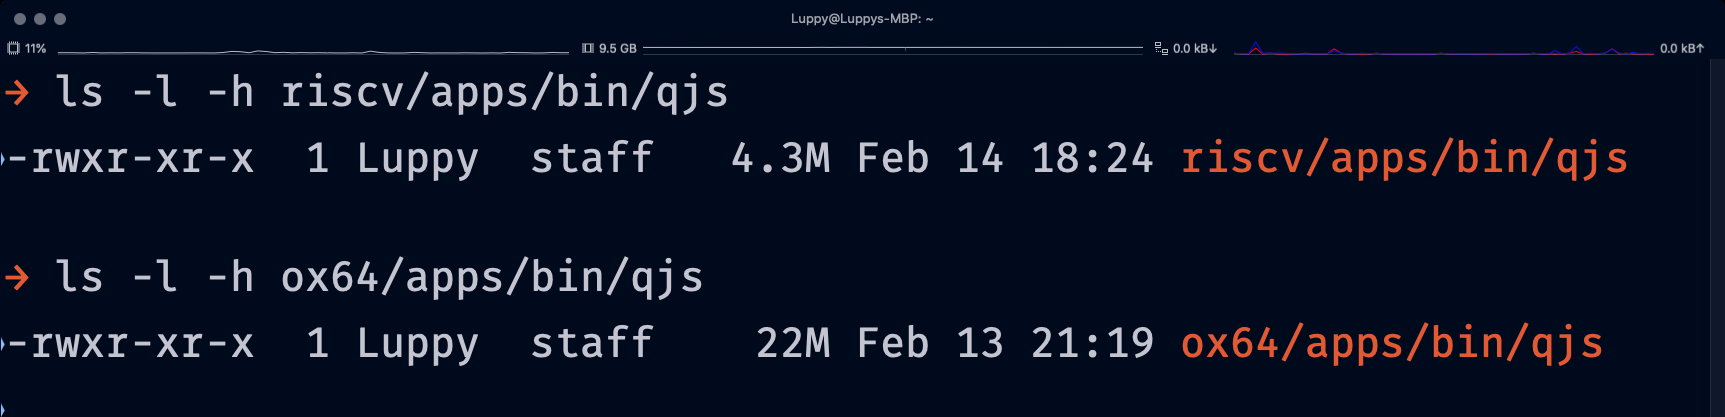 Luppy@Luppys-MBP: ~
11% 9.5 GB 0.0 kB↓ 0.0 kB↑
→ ls -l -h riscv/apps/bin/qjs
-rwxr-xr-x  1 Luppy  staff   4.3M Feb 14 18:24 riscv/apps/bin/qjs
→ ls -l -h ox64/apps/bin/qjs
-rwxr-xr-x  1 Luppy  staff    22M Feb 13 21:19 ox64/apps/bin/qjs